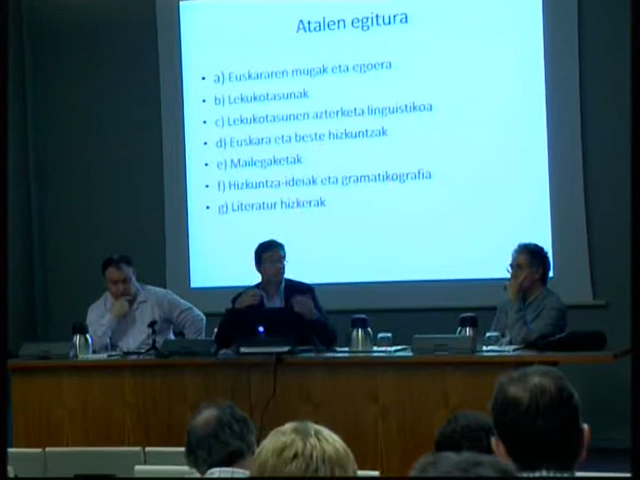 Atalen egitura
• a) Euskararen mugak eta egoera
• b) Lekukotasunak
• c) Lekukotasunen azterketa linguistikoa
• d) Euskara eta beste hizkuntzak
• e) Mailegaketak
• f) Hizkuntza-ideiak eta gramatikografia
• g) Literatur hizkerak